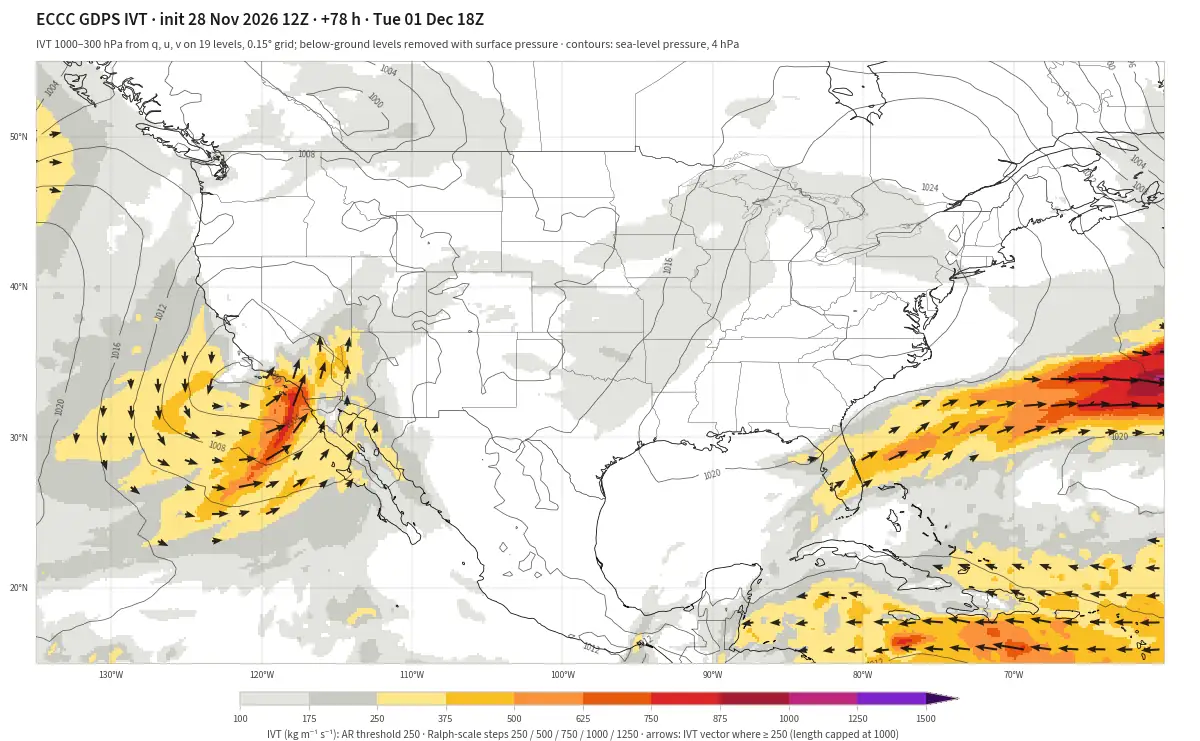 ECCC GDPS IVT · init 28 Nov 2026 12Z · +78 h · Tue 01 Dec 18Z
IVT 1000–300 hPa from q, u, v on 19 levels, 0.15° grid; below-ground levels removed with surface pressure · contours: sea-level pressure, 4 hPa
1004
1004
1000
1004
50°N
1008
1024
1016
40°N
1012
1016
1020
30°N
1008
1020
1020
20°N
1012
1012
130°W 120°W 110°W 100°W 90°W 80°W 70°W
100 175 250 375 500 625 750 875 1000 1250 1500
IVT (kg m⁻¹ s⁻¹): AR threshold 250 · Ralph-scale steps 250 / 500 / 750 / 1000 / 1250 · arrows: IVT vector where ≥ 250 (length capped at 1000)